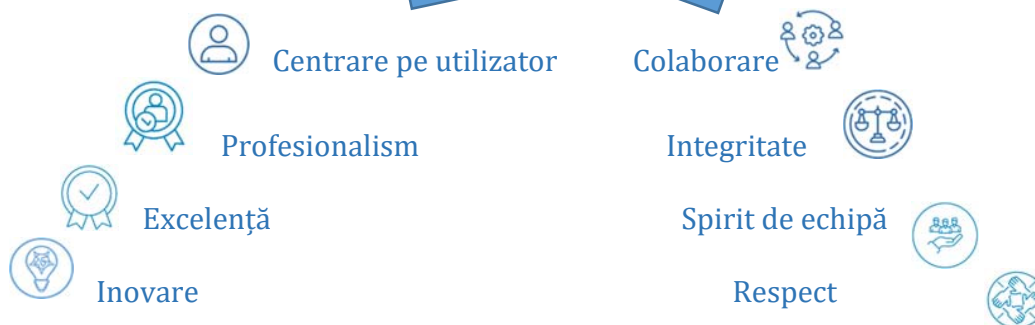 Centrare pe utilizator
Colaborare
Profesionalism
Integritate
Excelență
Spirit de echipă
Inovare
Respect